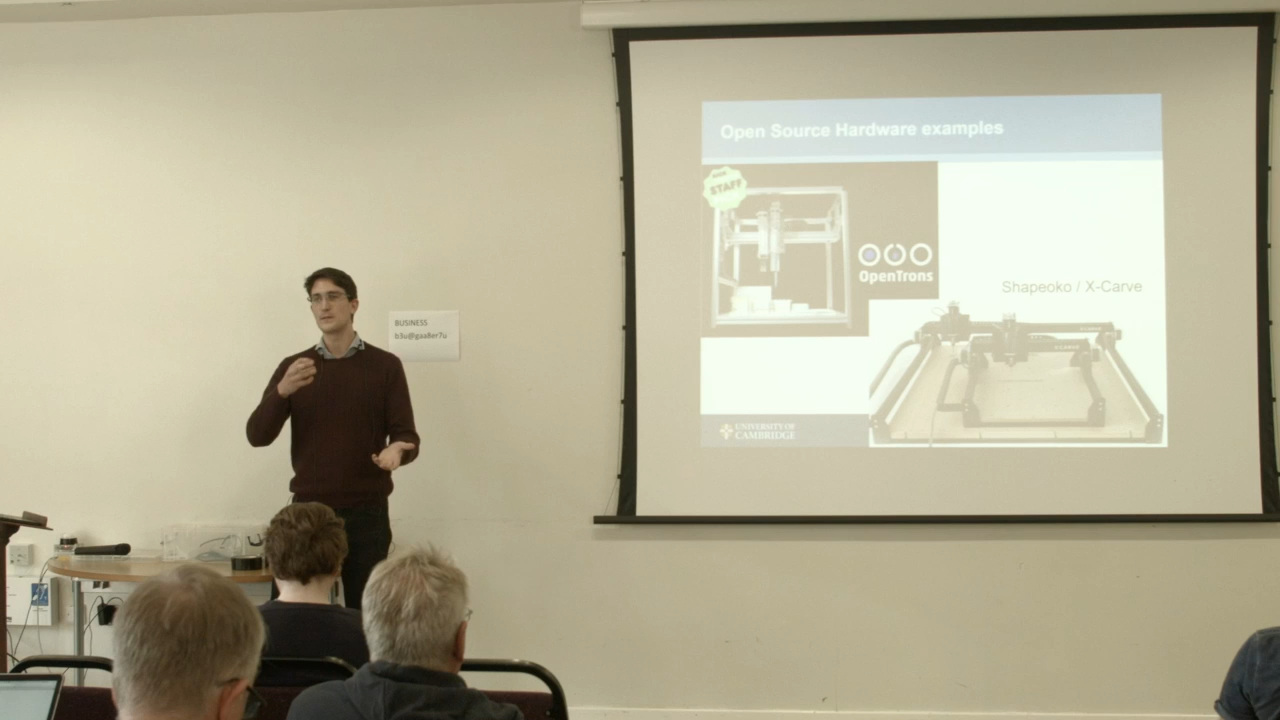 BUSINESS
b3u@gaa8er7u
Open Source Hardware examples
STAFF
OpenTrons
Shapeoko / X-Carve
UNIVERSITY OF
CAMBRIDGE